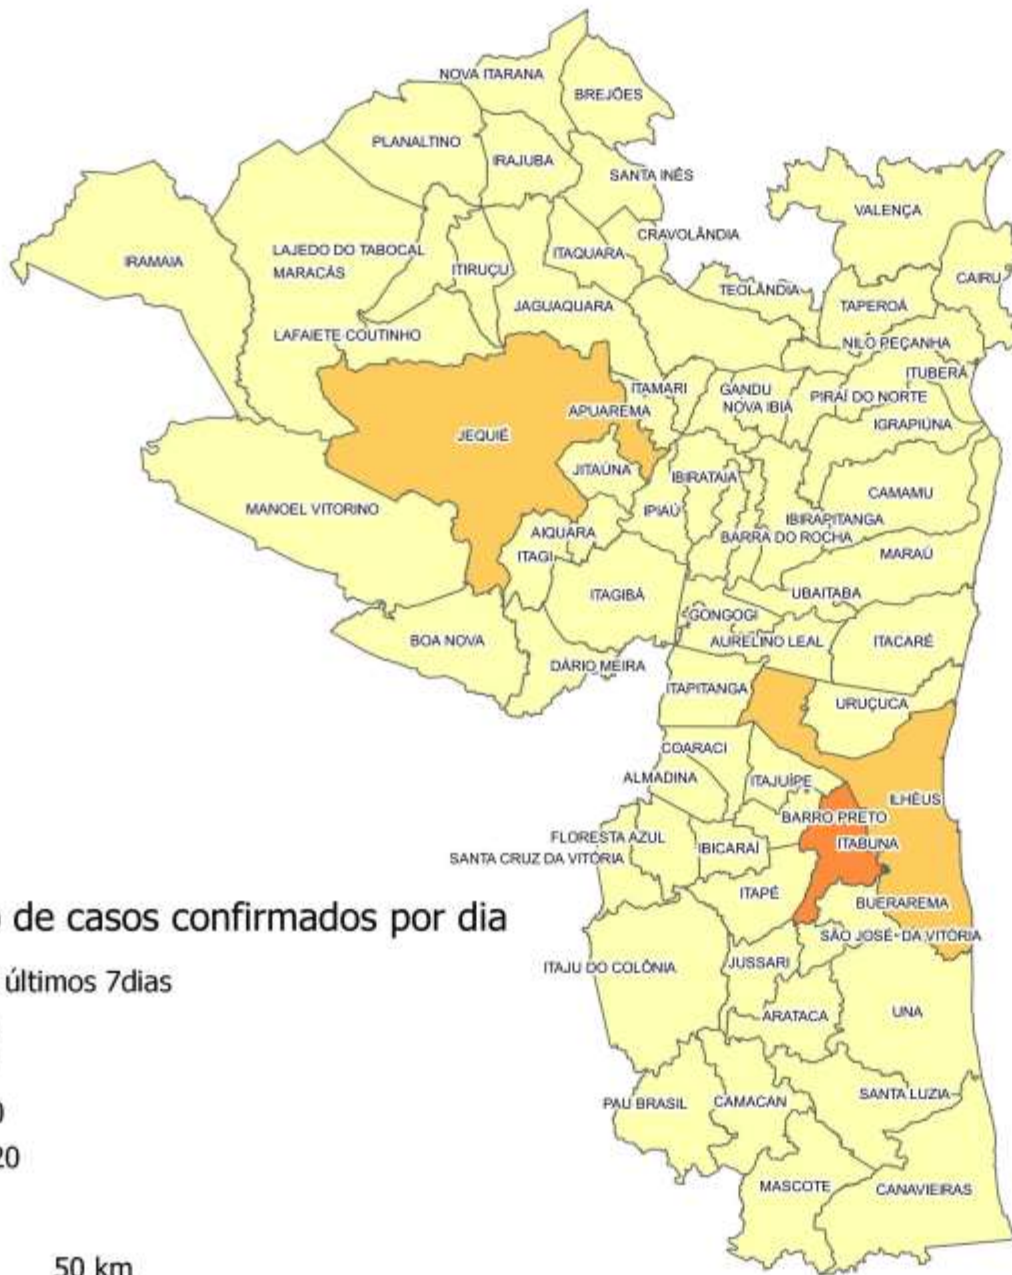 NOVA ITARANA
BREJÕES
PLANALTINO
IRAJUBA
SANTA INÊS
VALENÇA
CRAVOLÂNDIA
LAJEDO DO TABOCAL
ITAQUARA
IRAMAIA
MARACÁS
ITIRUÇU
CAIRU
TEOLÂNDIA
JAGUAQUARA
TAPEROÁ
LAFAIETE COUTINHO
NILO PEÇANHA
ITUBERÁ
ITAMARI
GANDU
PIRAÍ DO NORTE
APUAREMA
NOVA IBIÁ
IGRAPIÚNA
JEQUIÉ
JITAÚNA
IBIRATAIA
CAMAMU
MANOEL VITORINO
IPIAÚ
IBIRAPITANGA
AIQUARA
BARRA DO ROCHA
ITAGI
MARAÚ
ITAGIBÁ
UBAITABA
GONGOGI
BOA NOVA
AURELINO LEAL
ITACARÉ
DÁRIO MEIRA
ITAPITANGA
URUÇUCA
COARACI
ALMADINA
ITAJUÍPE
ILHÉUS
BARRO PRETO
FLORESTA AZUL
IBICARAÍ
ITABUNA
SANTA CRUZ DA VITÓRIA
ITAPÉ
BUERAREMA
de casos confirmados por dia
SÃO JOSÉ DA VITÓRIA
ITAJU DO COLÔNIA
JUSSARI
últimos 7dias
ARATACA
UNA
PAU BRASIL
CAMACAN
SANTA LUZIA
20
MASCOTE
CANAVIEIRAS
50 km